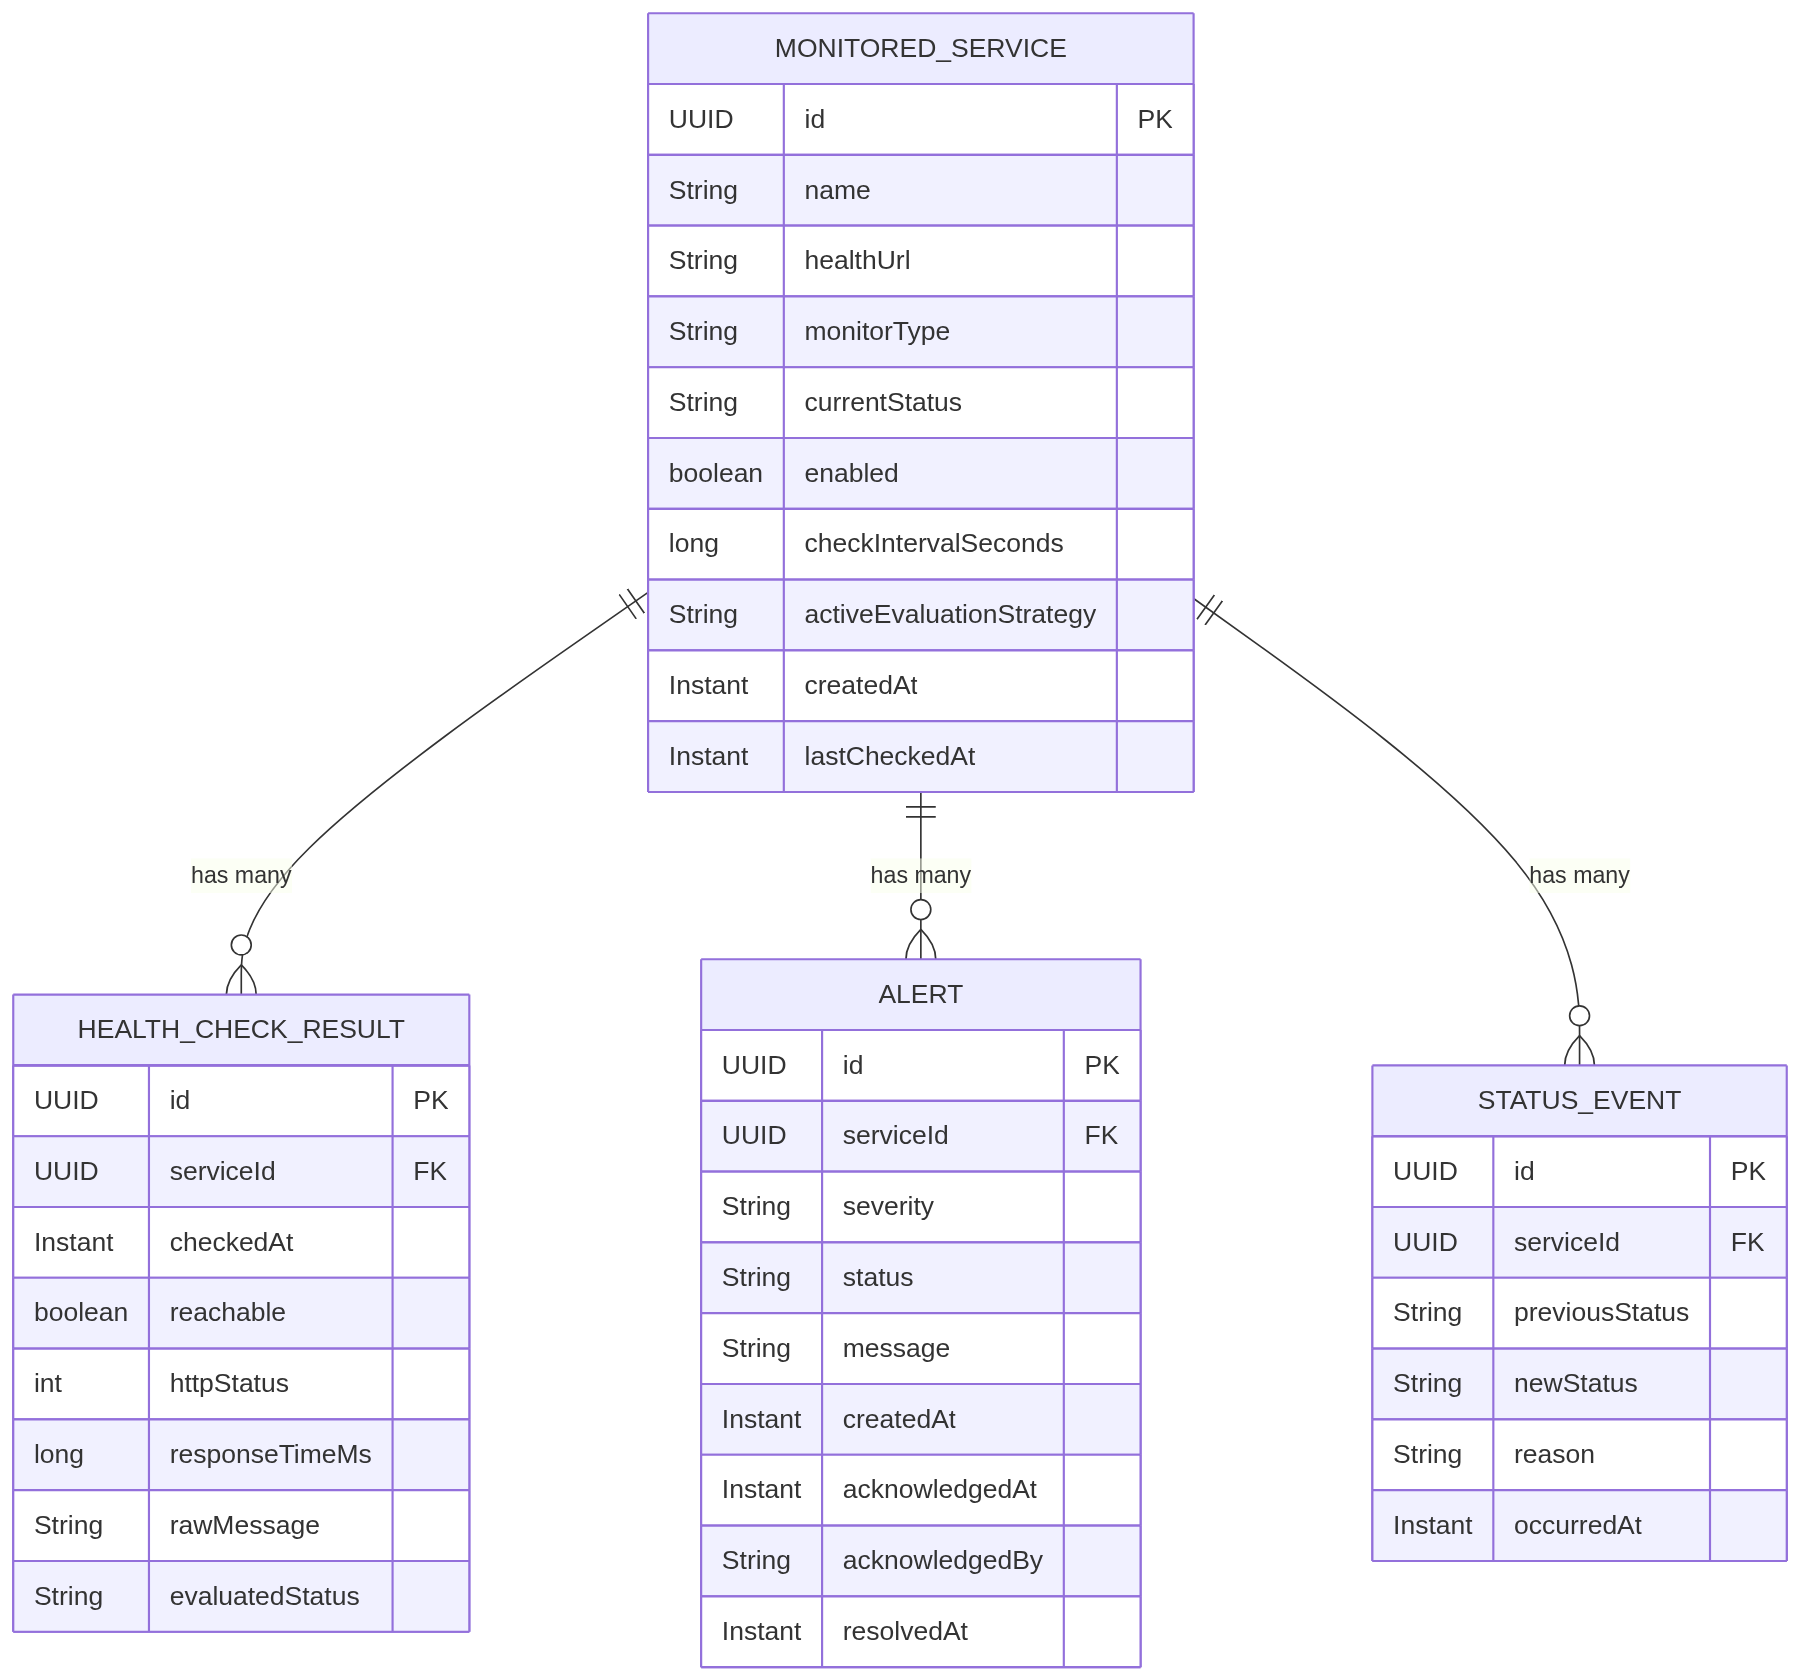 MONITORED_SERVICE
UUID id PK
String name
String healthUrl
String monitorType
String currentStatus
boolean enabled
long checkIntervalSeconds
String activeEvaluationStrategy
Instant createdAt
Instant lastCheckedAt
has many
has many
has many
HEALTH_CHECK_RESULT
UUID id PK
UUID serviceId FK
Instant checkedAt
boolean reachable
int httpStatus
long responseTimeMs
String rawMessage
String evaluatedStatus
ALERT
UUID id PK
UUID serviceId FK
String severity
String status
String message
Instant createdAt
Instant acknowledgedAt
String acknowledgedBy
Instant resolvedAt
STATUS_EVENT
UUID id PK
UUID serviceId FK
String previousStatus
String newStatus
String reason
Instant occurredAt